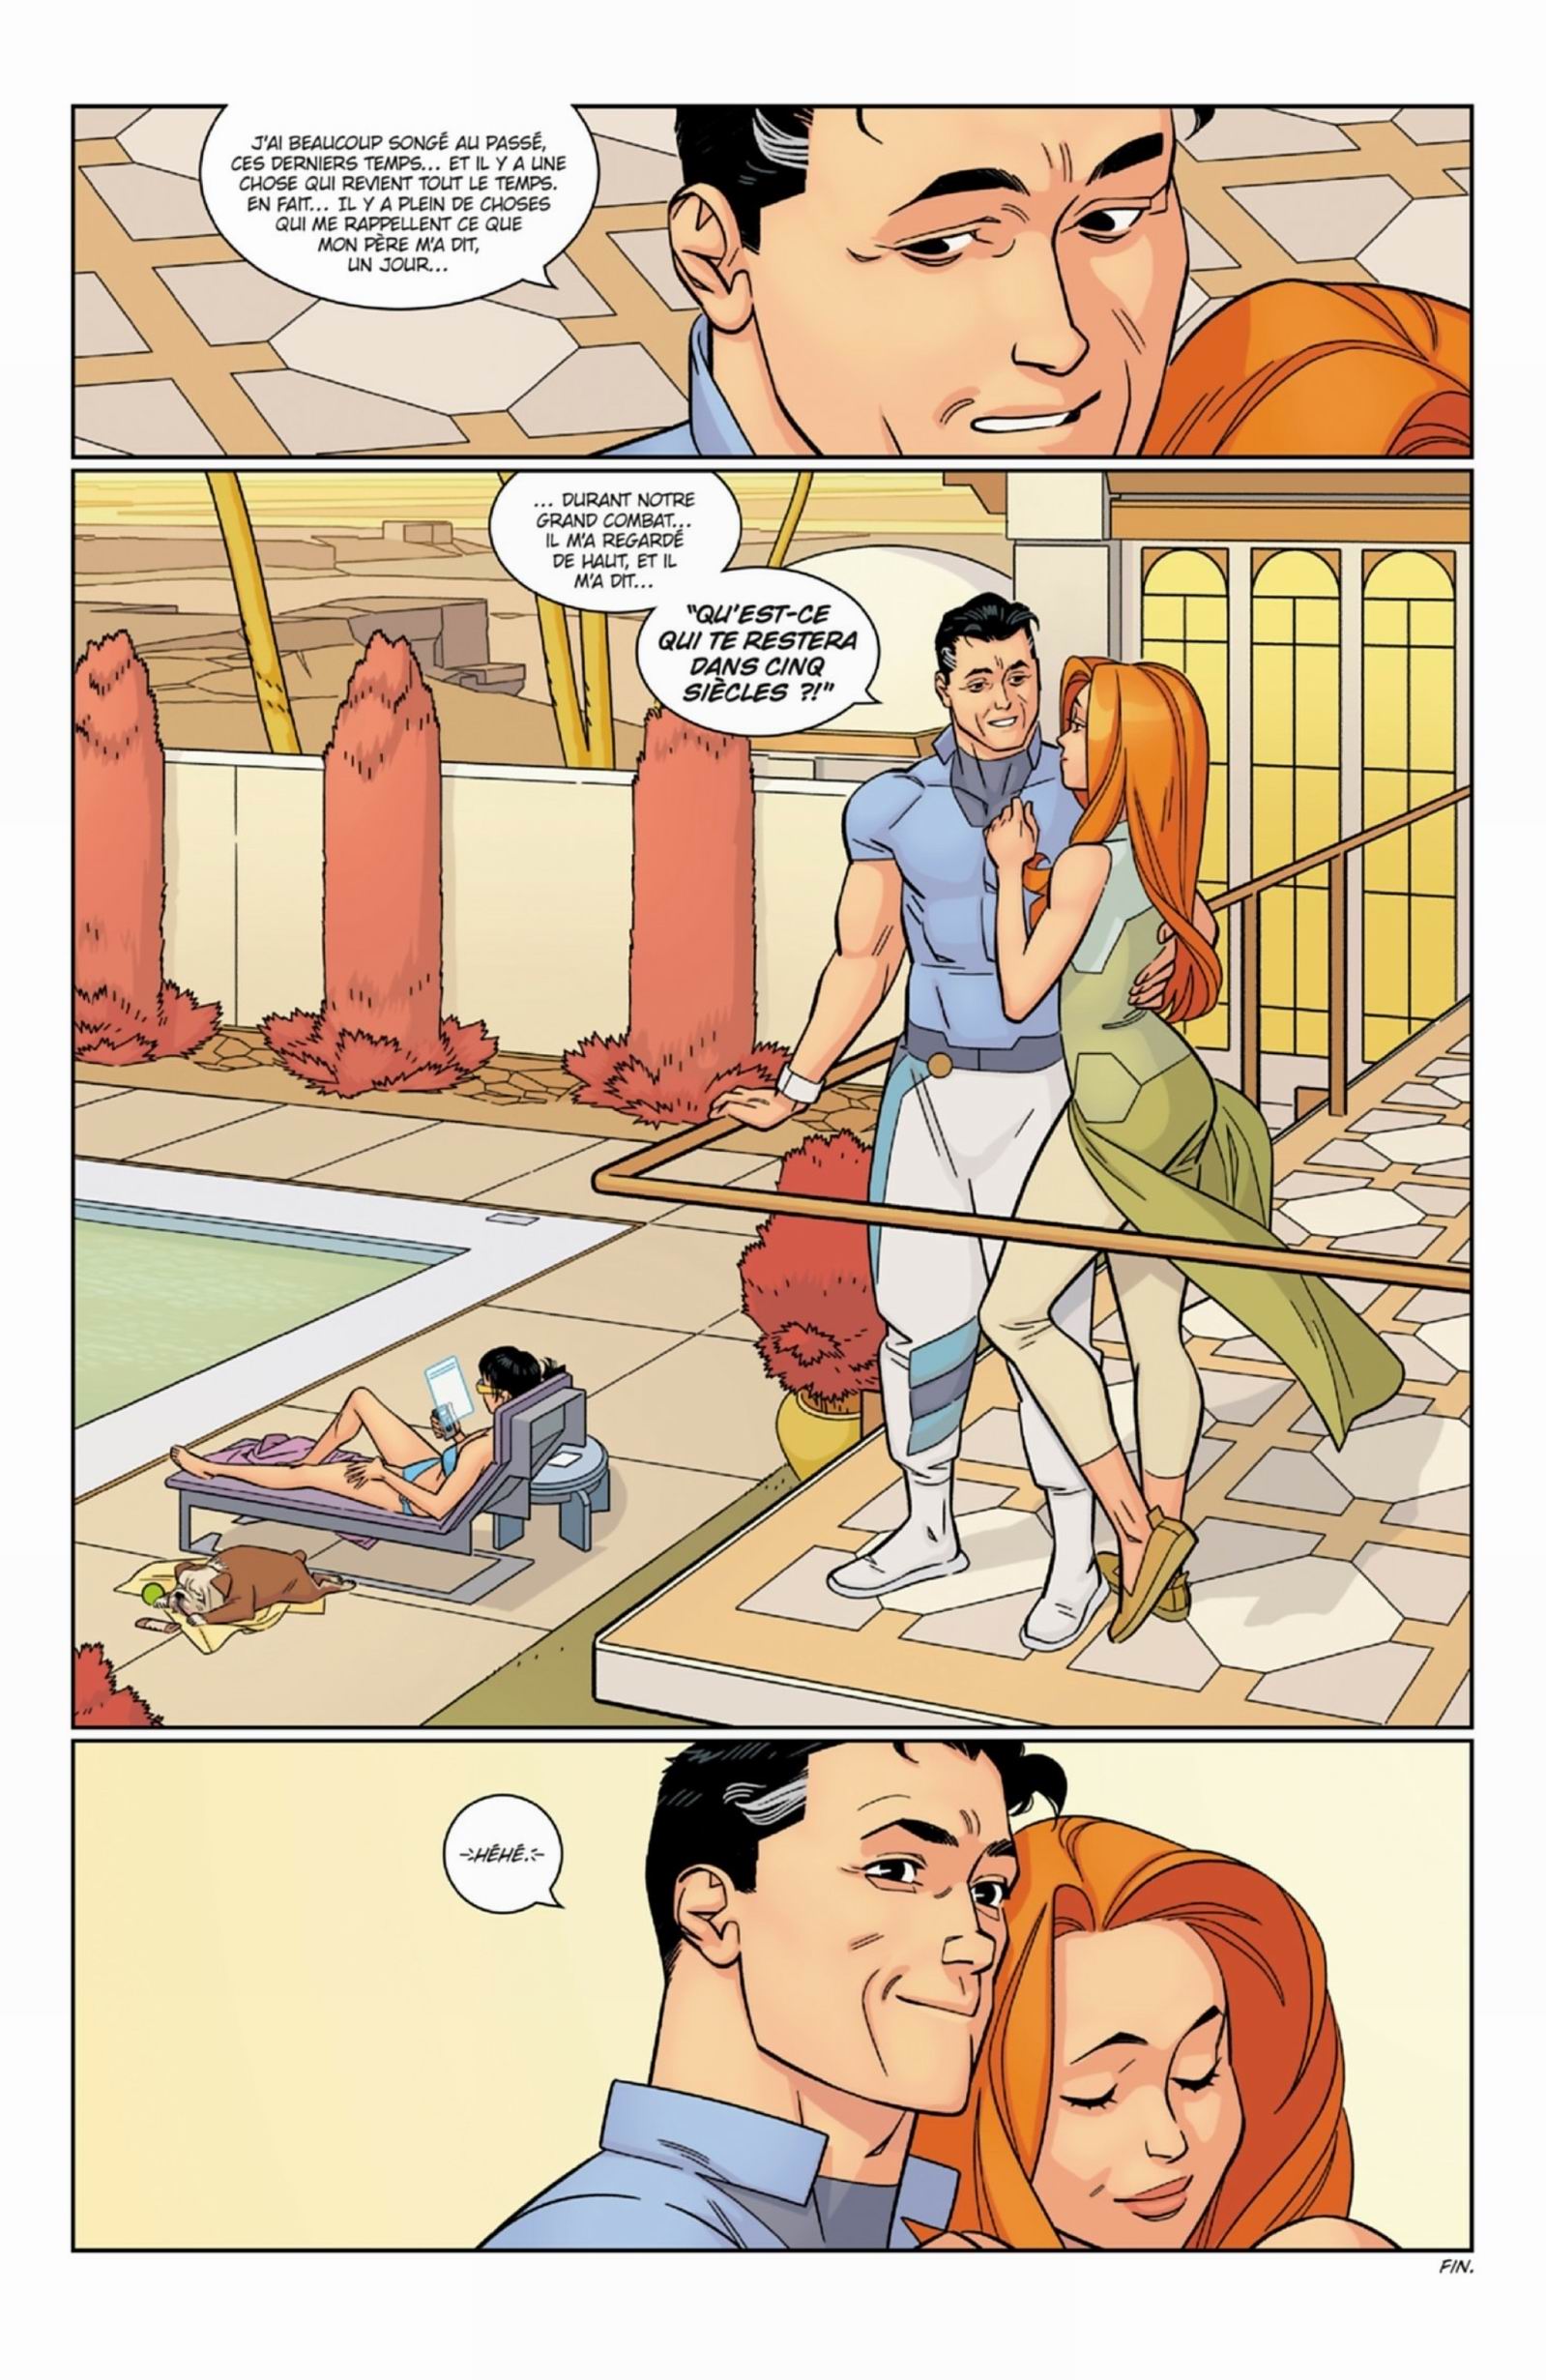 J'AI BEAUCOUP SONGÉ AU PASSÉ,
CES DERNIERS TEMPS... ET IL Y A UNE
CHOSE QUI REVIENT TOUT LE TEMPS.
EN FAIT... IL Y A PLEIN DE CHOSES
QUI ME RAPPELLENT CE QUE
MON PÈRE M'A DIT,
UN JOUR...
... DURANT NOTRE
GRAND COMBAT...
IL M'A REGARDÉ
DE HAUT, ET IL
M'A DIT...
"QU'EST-CE
QUI TE RESTERA
DANS CINQ
SIÈCLES ?!"
HÉHÉ.
FIN.